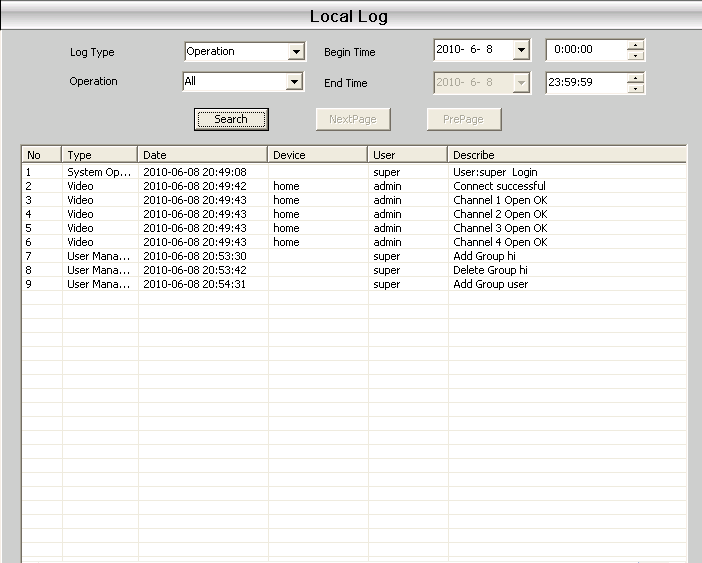 Local Log
Log Type Operation Begin Time 2010- 6- 8 0:00:00
Operation All End Time 2010- 6- 8 23:59:59
Search NextPage PrePage
No Type Date Device User Describe
1 System Op... 2010-06-08 20:49:08 super User:super Login
2 Video 2010-06-08 20:49:42 home admin Connect successful
3 Video 2010-06-08 20:49:43 home admin Channel 1 Open OK
4 Video 2010-06-08 20:49:43 home admin Channel 2 Open OK
5 Video 2010-06-08 20:49:43 home admin Channel 3 Open OK
6 Video 2010-06-08 20:49:43 home admin Channel 4 Open OK
7 User Mana... 2010-06-08 20:53:30 super Add Group hi
8 User Mana... 2010-06-08 20:53:42 super Delete Group hi
9 User Mana... 2010-06-08 20:54:31 super Add Group user